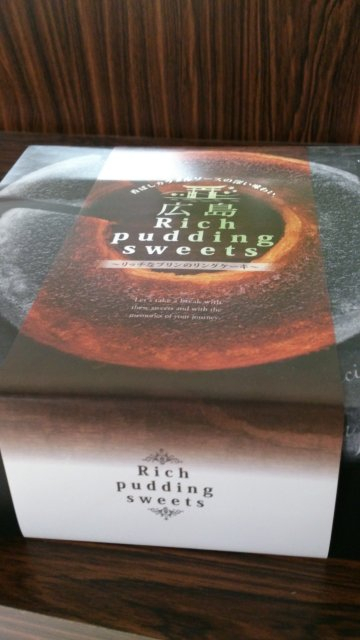 香ばしカラメルソースの深い味わい
広島
Rich
pudding
sweets
～リッチなプリンのリングケーキ～
Let's take a break with
these sweets and with the
memories of your journey.
Rich
pudding
sweets